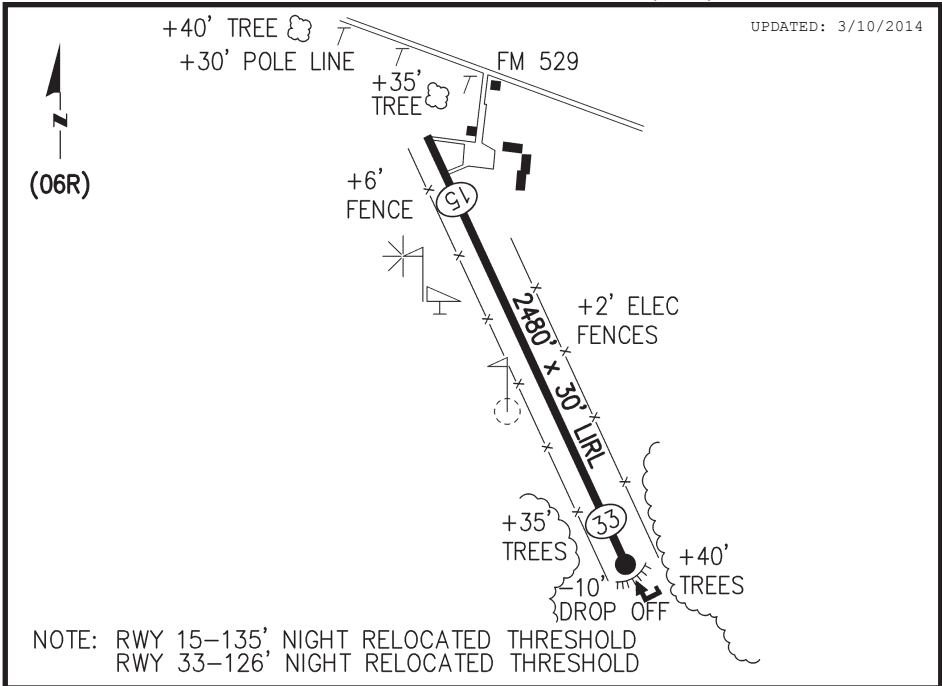 UPDATED: 3/10/2014
+40' TREE
+30' POLE LINE
FM 529
+35'
TREE
N
(06R)
+6'
FENCE
15
+2' ELEC
FENCES
2480' x 30' LIRL
33
+35'
TREES
+40'
TREES
-10'
DROP OFF
NOTE: RWY 15-135' NIGHT RELOCATED THRESHOLD
RWY 33-126' NIGHT RELOCATED THRESHOLD